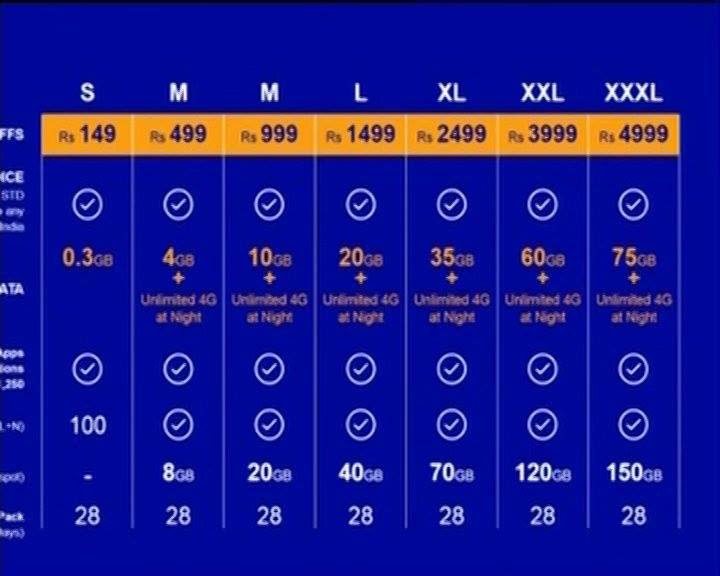 S M M L XL XXL XXXL
FFS Rs 149 Rs 499 Rs 999 Rs 1499 Rs 2499 Rs 3999 Rs 4999
ICE
STD
any
India
0.3GB 4GB 10GB 20GB 35GB 60GB 75GB
+ + + + + +
ATA Unlimited 4G Unlimited 4G Unlimited 4G Unlimited 4G Unlimited 4G Unlimited 4G
at Night at Night at Night at Night at Night at Night
Apps
ions
,250
L+N) 100
spot) - 8GB 20GB 40GB 70GB 120GB 150GB
Pack 28 28 28 28 28 28 28
days)